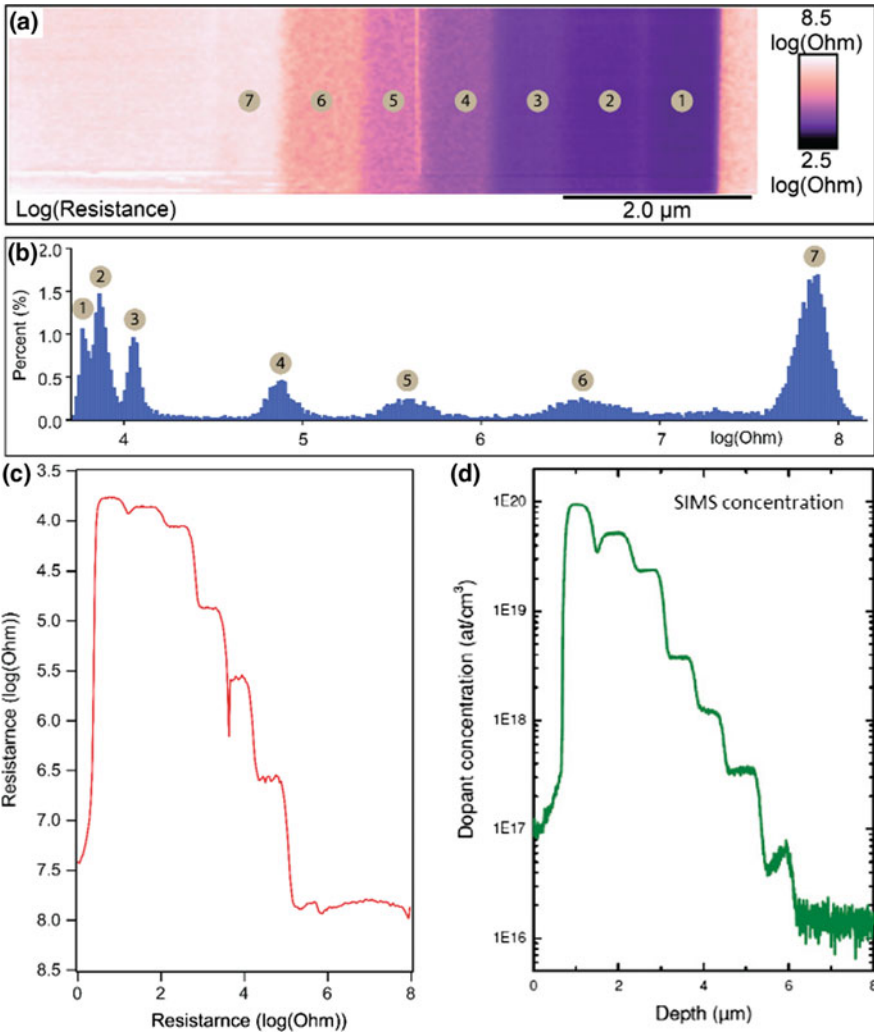 (a)
8.5
log(Ohm)
7 6 5 4 3 2 1
2.5
log(Ohm)
Log(Resistance)
2.0 µm
(b)
Percent (%)
2.0
1.5
1.0
0.5
0.0
1 2 3 4 5 6 7
4 5 6 7 log(Ohm) 8
(c)
Resistarnce (log(Ohm))
3.5
4.0
4.5
5.0
5.5
6.0
6.5
7.0
7.5
8.0
8.5
0 2 4 6 8
Resistarnce (log(Ohm))
(d)
SIMS concentration
Dopant concentration (at/cm³)
1E20
1E19
1E18
1E17
1E16
0 2 4 6 8
Depth (µm)